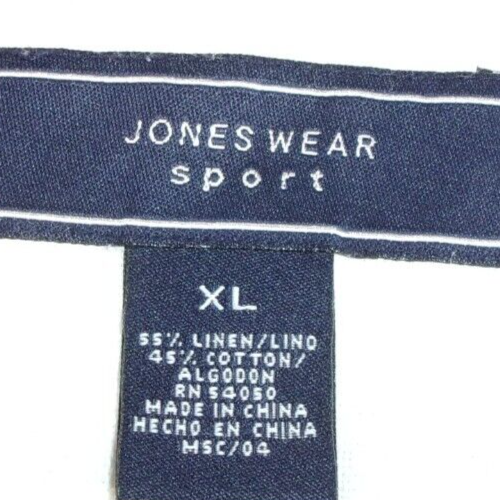 JONES WEAR
sport
XL
55% LINEN/LINO
45% COTTON/
ALGODON
RN 54050
MADE IN CHINA
HECHO EN CHINA
MSC/04